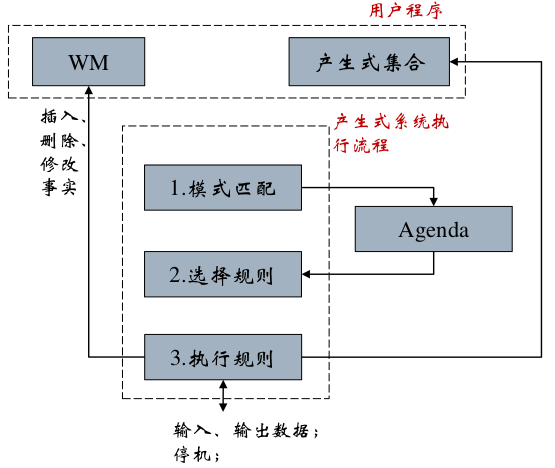 用户程序
WM
产生式集合
插入、
删除、
修改
事实
产生式系统执
行流程
1.模式匹配
Agenda
2.选择规则
3.执行规则
输入、输出数据；
停机；